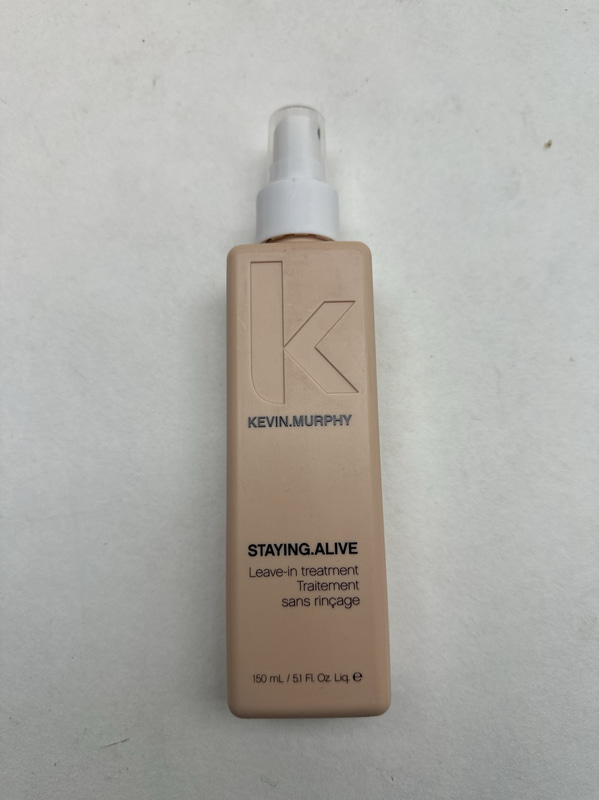 k
KEVIN.MURPHY
STAYING.ALIVE
Leave-in treatment
Traitement
sans rinçage
150 mL / 5.1 Fl. Oz. Liq. ℮